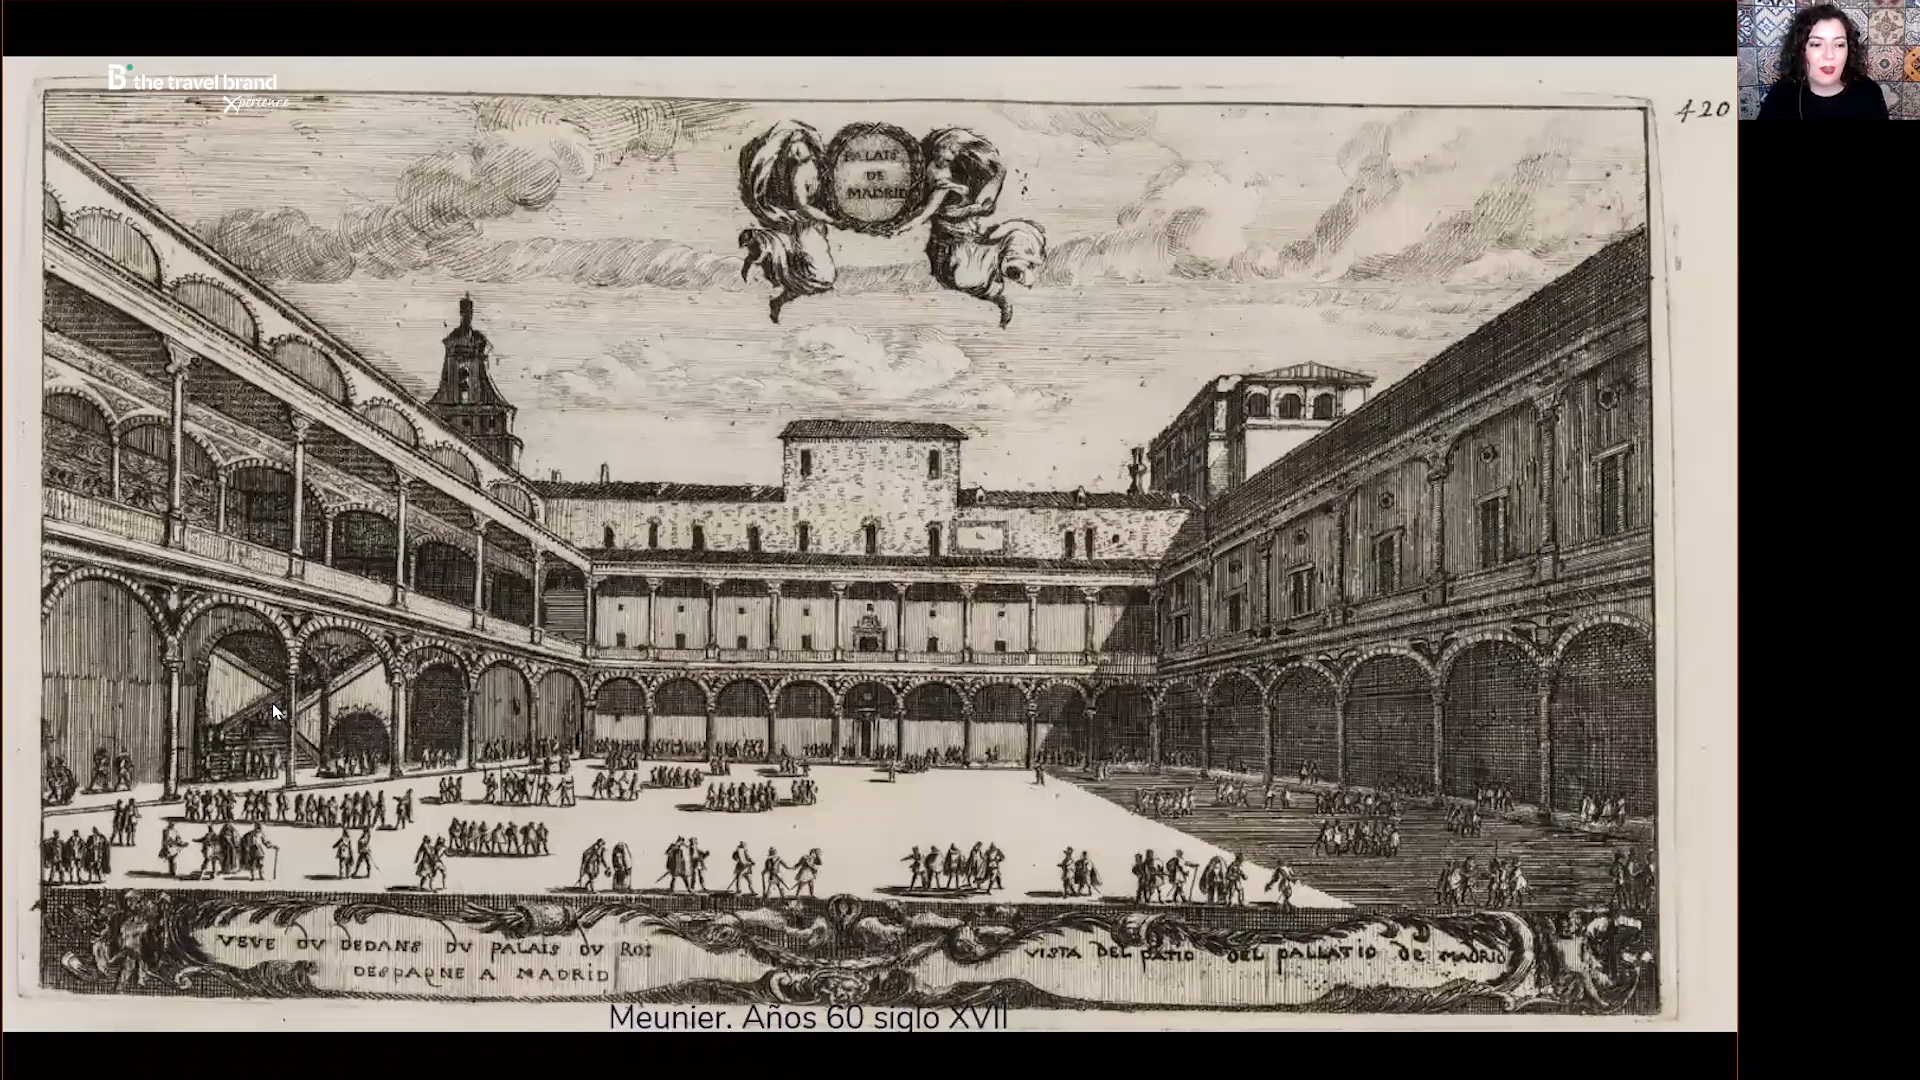 B the travel brand
Xperience
420
PALAIS
DE
MADRID
VEVE DV DEDANS DV PALAIS DV ROI
DESPAGNE A MADRID
VISTA DEL PATIO DEL PALLATIO DE MADRID
Meunier. Años 60 siglo XVII